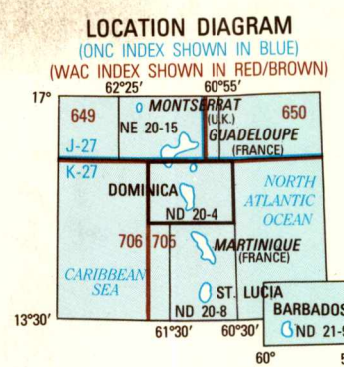 LOCATION DIAGRAM
(ONC INDEX SHOWN IN BLUE)
(WAC INDEX SHOWN IN RED/BROWN)
62°25′ 60°55′
17°
649
MONTSERRAT
(U.K.)
650
NE 20-15
GUADELOUPE
(FRANCE)
J-27
K-27
DOMINICA
NORTH
ATLANTIC
OCEAN
ND 20-4
706 705
MARTINIQUE
(FRANCE)
CARIBBEAN
SEA
ST. LUCIA
ND 20-8
BARBADOS
ND 21-
13°30′
61°30′ 60°30′
60°